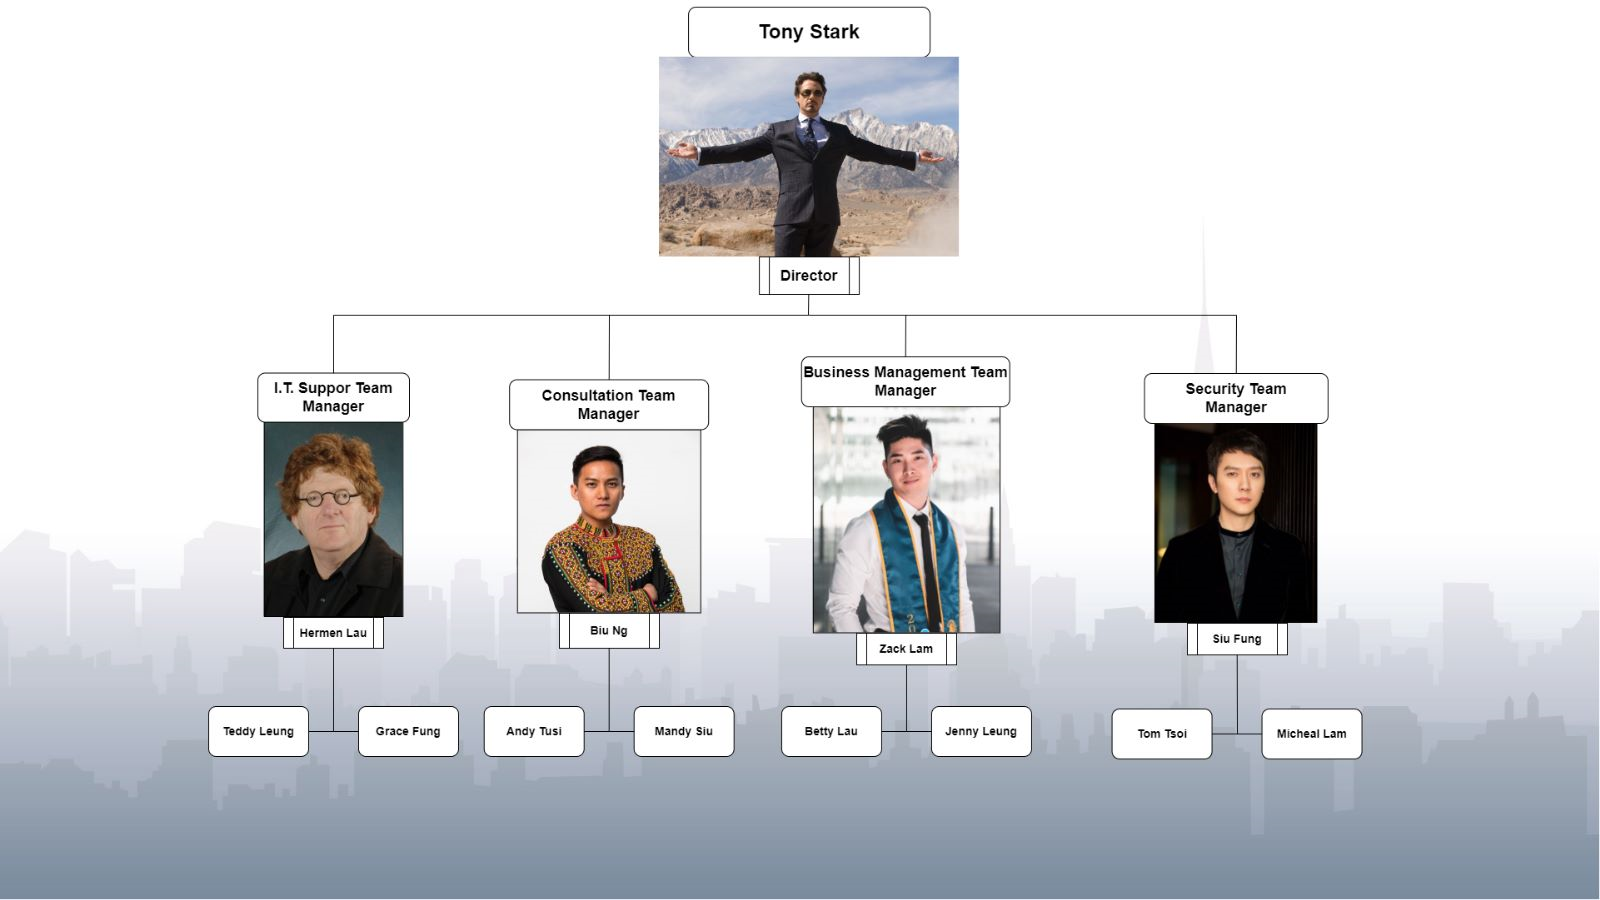 Tony Stark
Director
I.T. Suppor Team
Manager
Consultation Team
Manager
Business Management Team
Manager
Security Team
Manager
Hermen Lau
Biu Ng
Zack Lam
Siu Fung
Teddy Leung
Grace Fung
Andy Tusi
Mandy Siu
Betty Lau
Jenny Leung
Tom Tsoi
Micheal Lam